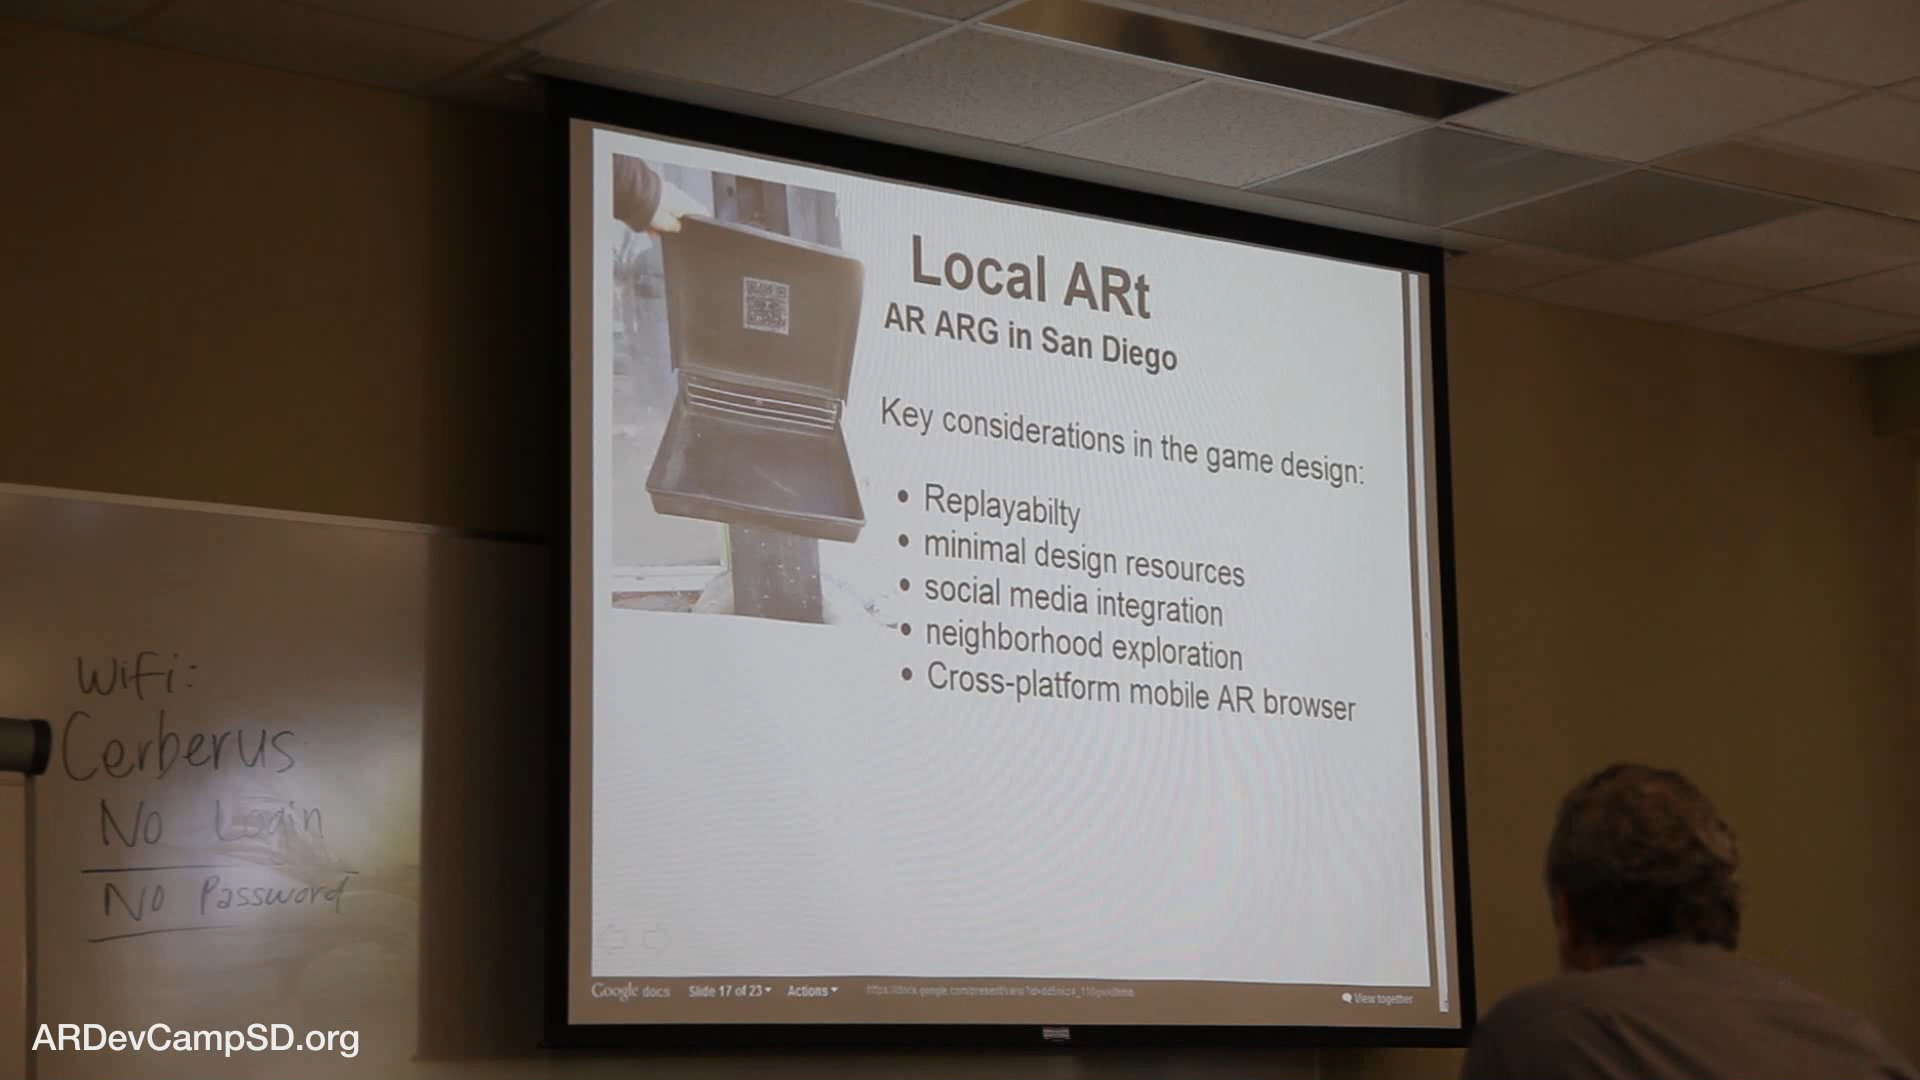 Local ARt
AR ARG in San Diego
Key considerations in the game design:
• Replayabilty
• minimal design resources
• social media integration
• neighborhood exploration
• Cross-platform mobile AR browser
Google docs Slide 17 of 23 Actions
View together
WiFi:
Cerberus
No Login
No Password
ARDevCampSD.org